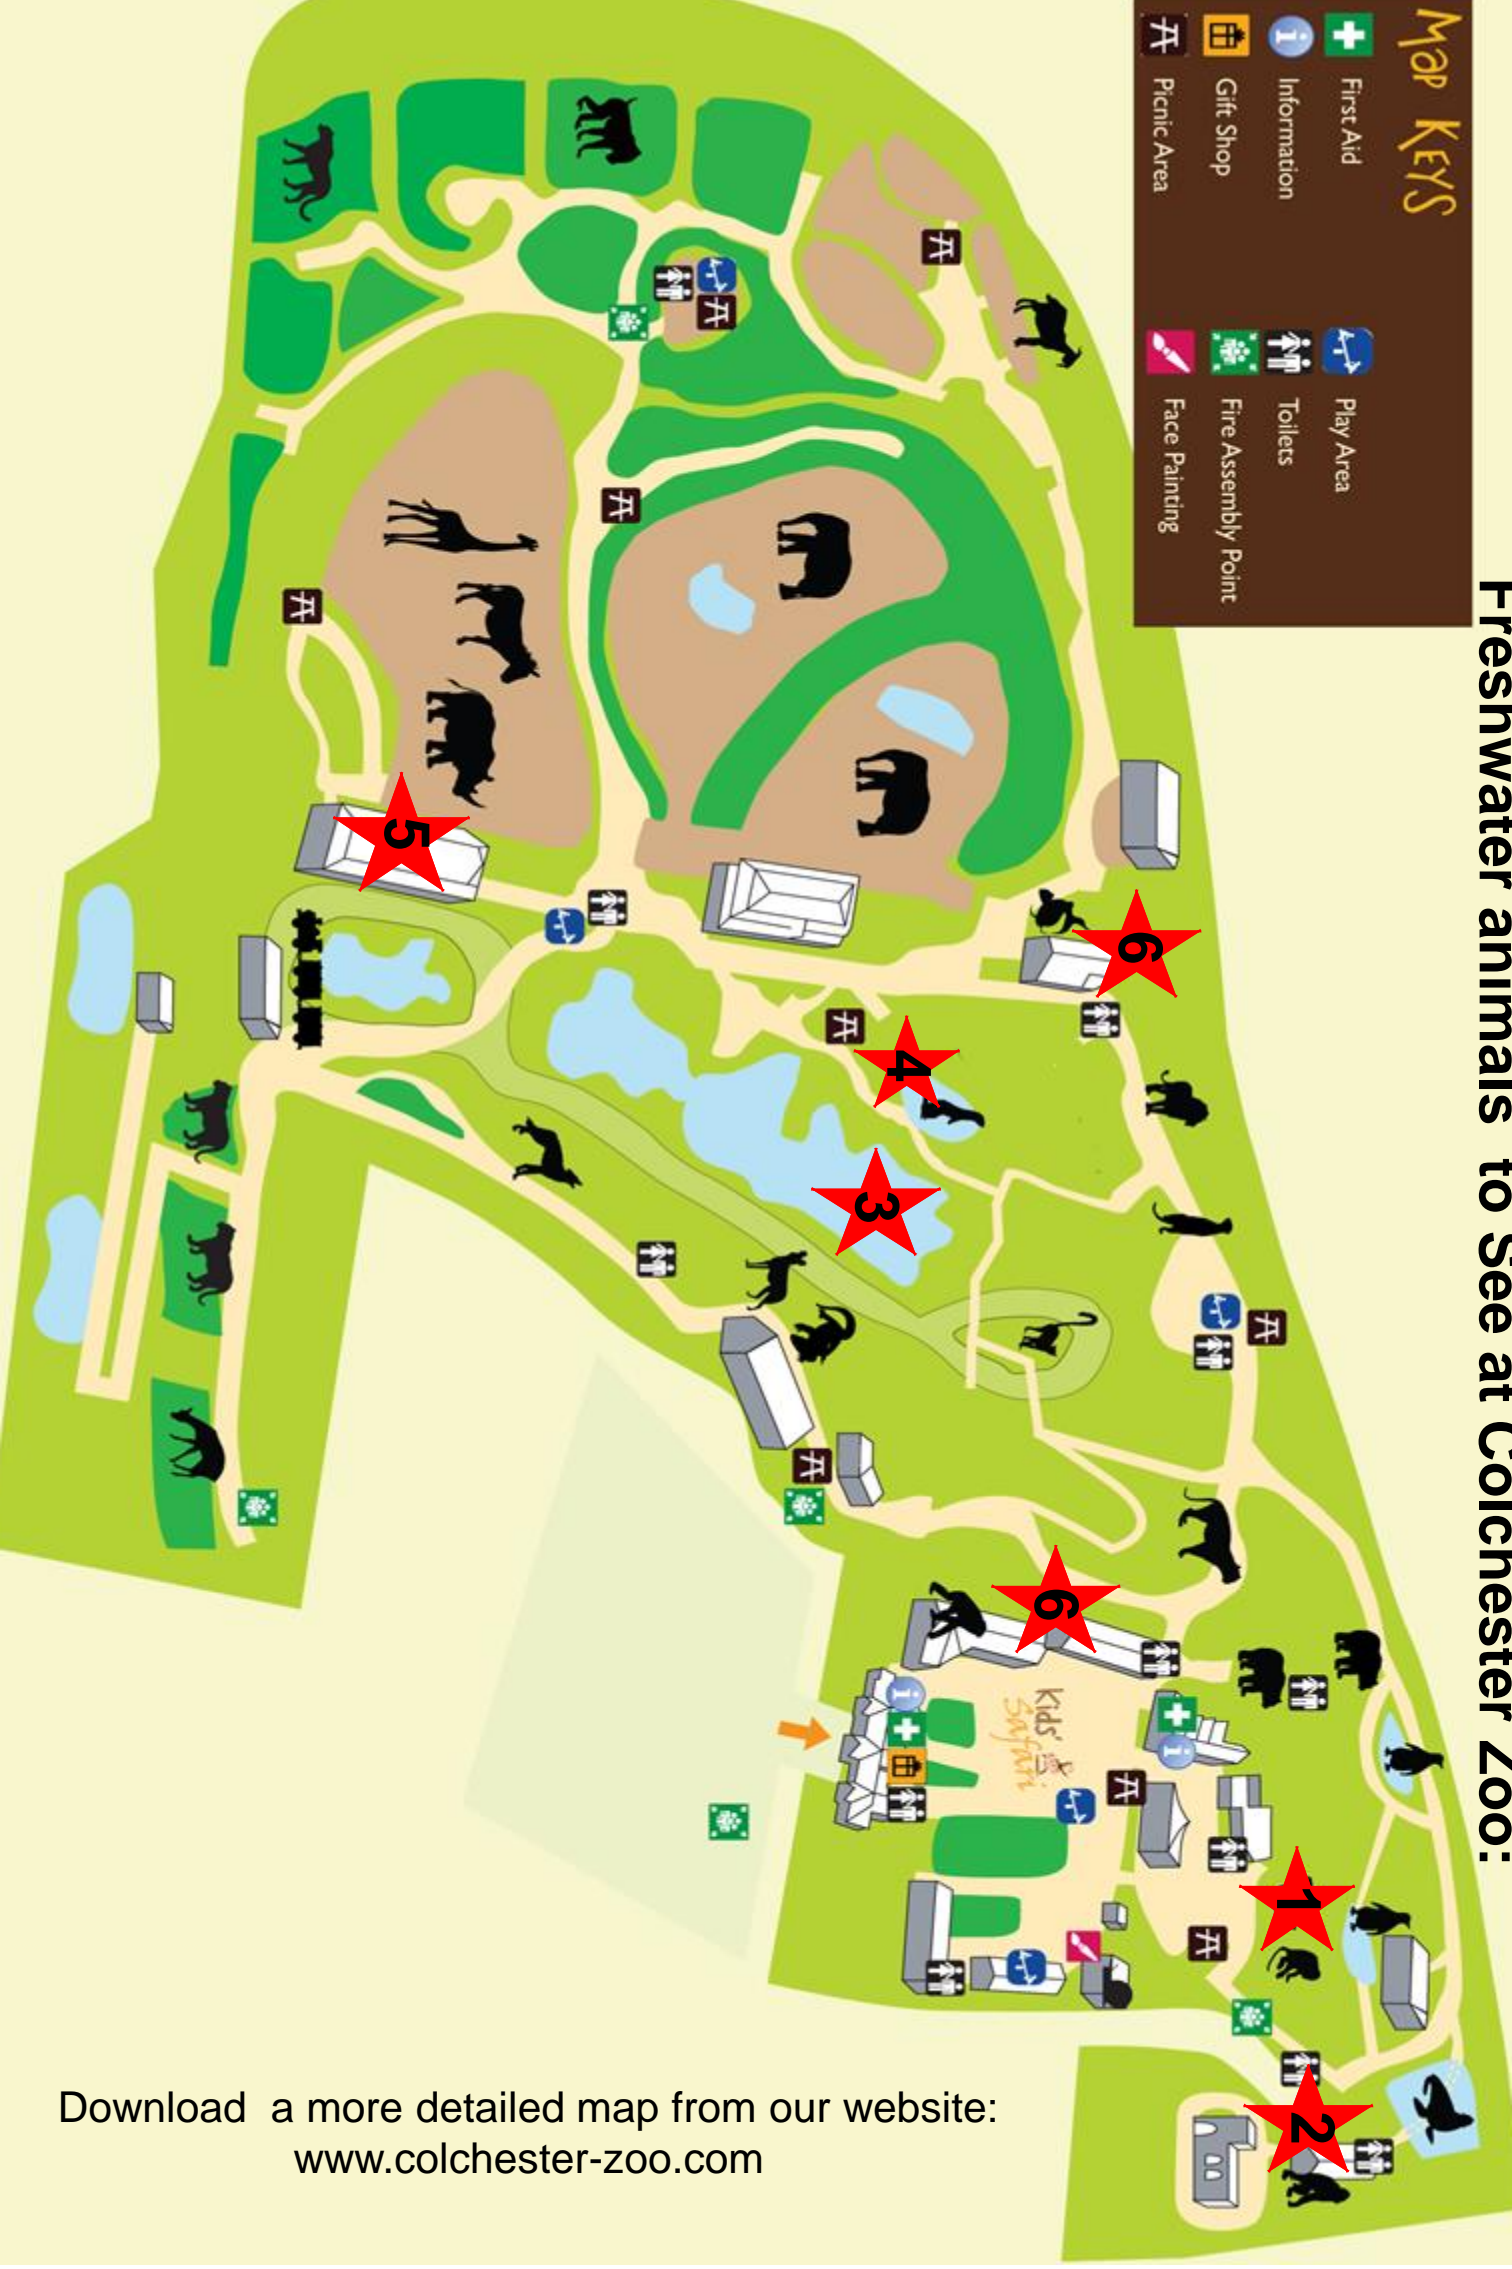 Freshwater animals to See at Colchester Zoo:
Map Keys
First Aid
Information
Gift Shop
Picnic Area
Play Area
Toilets
Fire Assembly Point
Face Painting
5
6
4
3
6
Kids'
Safari
1
2
Download a more detailed map from our website:
www.colchester-zoo.com